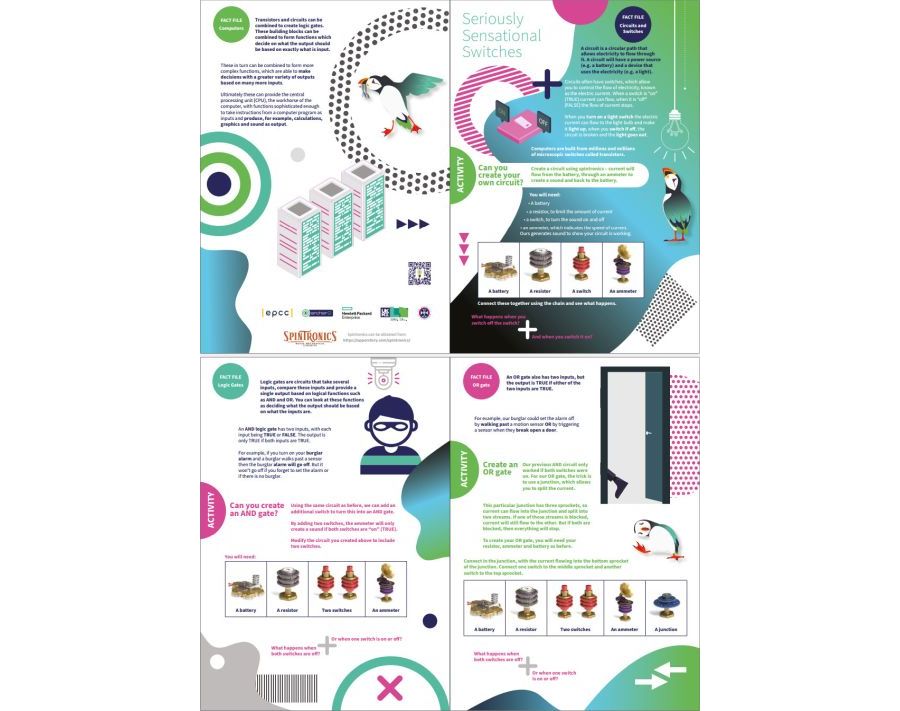 FACT FILE
Computers
Transistors and circuits can be
combined to create logic gates.
These building blocks can be
combined to form functions which
decide on what the output should
be based on exactly what is input.
These in turn can be combined to form more
complex functions, which are able to make
decisions with a greater variety of outputs
based on many more inputs.
Ultimately these can provide the central
processing unit (CPU), the workhorse of the
computer, with functions sophisticated enough
to take instructions from a computer program as
inputs and produce, for example, calculations,
graphics and sound as output.
epcc
archer2
Hewlett Packard
Enterprise
SPINTRONICS
Spintronics can be obtained from:
Seriously
Sensational
Switches
FACT FILE
Circuits and
Switches
A circuit is a circular path that
allows electricity to flow through
it. A circuit will have a power source
(e.g. a battery) and a device that
uses the electricity (e.g. a light).
Circuits often have switches, which allow
you to control the flow of electricity, known
as the electric current. When a switch is "on"
(TRUE) current can flow, when it is "off"
(FALSE) the flow of current stops.
When you turn on a light switch the electric
current can flow to the light bulb and make
it light up, when you switch if off, the
circuit is broken and the light goes out.
Computers are built from millions and millions
of microscopic switches called transistors.
OFF
ACTIVITY
Can you
create your
own circuit?
Create a circuit using spintronics – current will
flow from the battery, through an ammeter to
create a sound and back to the battery.
You will need:
• A battery
• a resistor, to limit the amount of current
• a switch, to turn the sound on and off
• an ammeter, which indicates the speed of current.
Ours generates sound to show your circuit is working.
A battery
A resistor
A switch
An ammeter
Connect these together using the chain and see what happens.
What happens when you
switch off the switch?
And when you switch it on?
FACT FILE
Logic Gates
Logic gates are circuits that take several
inputs, compare these inputs and provide a
single output based on logical functions such
as AND and OR. You can look at these functions
as deciding what the output should be based
on what the inputs are.
An AND logic gate has two inputs, with each
input being TRUE or FALSE. The output is
only TRUE if both inputs are TRUE.
For example, if you turn on your burglar
alarm and a burglar walks past a sensor
then the burglar alarm will go off. But it
won't go off if you forget to set the alarm or
if there is no burglar.
ACTIVITY
Can you create
an AND gate?
Using the same circuit as before, we can add an
additional switch to turn this into an AND gate.
By adding two switches, the ammeter will only
create a sound if both switches are "on" (TRUE).
Modify the circuit you created above to include
two switches.
You will need:
A battery
A resistor
Two switches
An ammeter
What happens when
both switches are off?
Or when one switch is on or off?
FACT FILE
OR gate
An OR gate also has two inputs, but
the output is TRUE if either of the
two inputs are TRUE.
For example, our burglar could set the alarm off
by walking past a motion sensor OR by triggering
a sensor when they break open a door.
ACTIVITY
Create an
OR gate
Our previous AND circuit only
worked if both switches were
on. For our OR gate, the trick is
to use a junction, which allows
you to split the current.
This particular junction has three sprockets, so
current can flow into the junction and split into
two streams. If one of these streams is blocked,
current will still flow to the other. But if both are
blocked, then everything will stop.
To create your OR gate, you will need your
resistor, ammeter and battery as before.
Connect in the junction, with the current flowing into the bottom sprocket
of the junction. Connect one switch to the middle sprocket and another
switch to the top sprocket.
A battery
A resistor
Two switches
An ammeter
A junction
What happens when
both switches are off?
Or when one switch
is on or off?